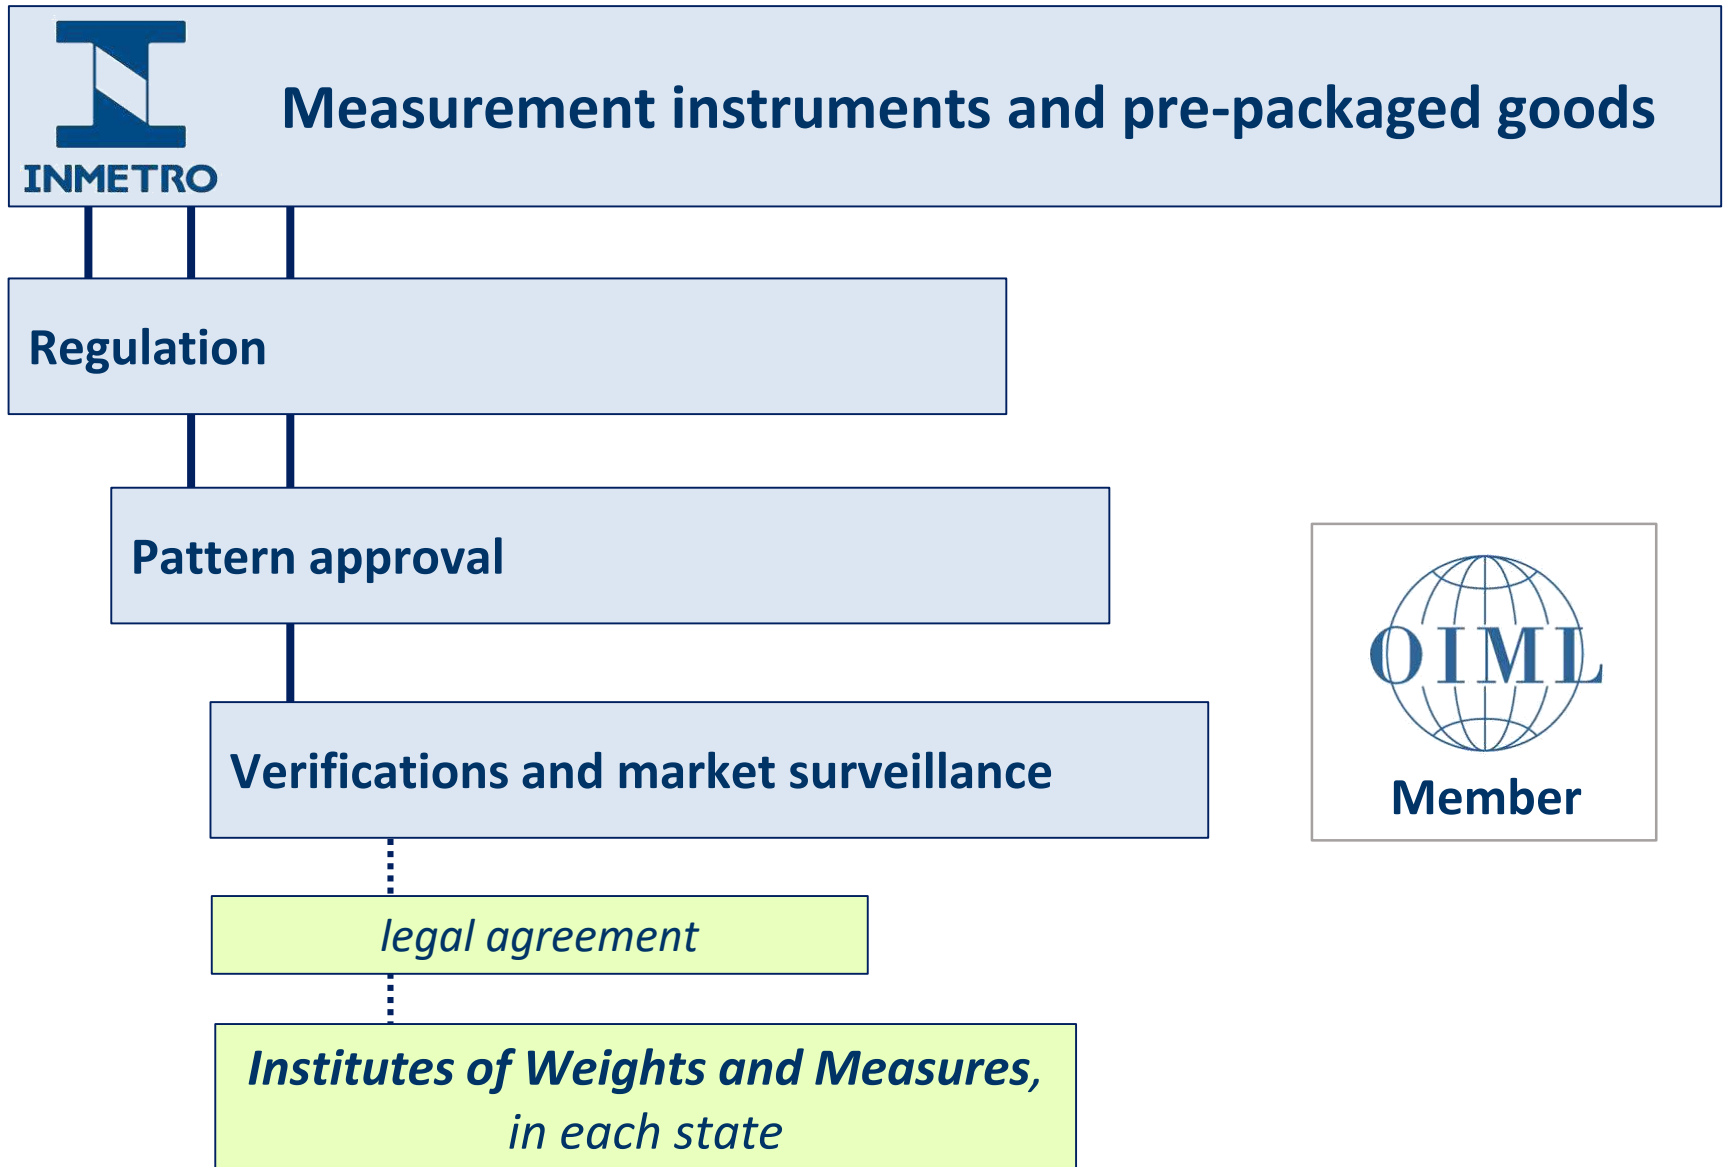 INMETRO
Measurement instruments and pre-packaged goods
Regulation
Pattern approval
OIML
Member
Verifications and market surveillance
legal agreement
Institutes of Weights and Measures,
in each state